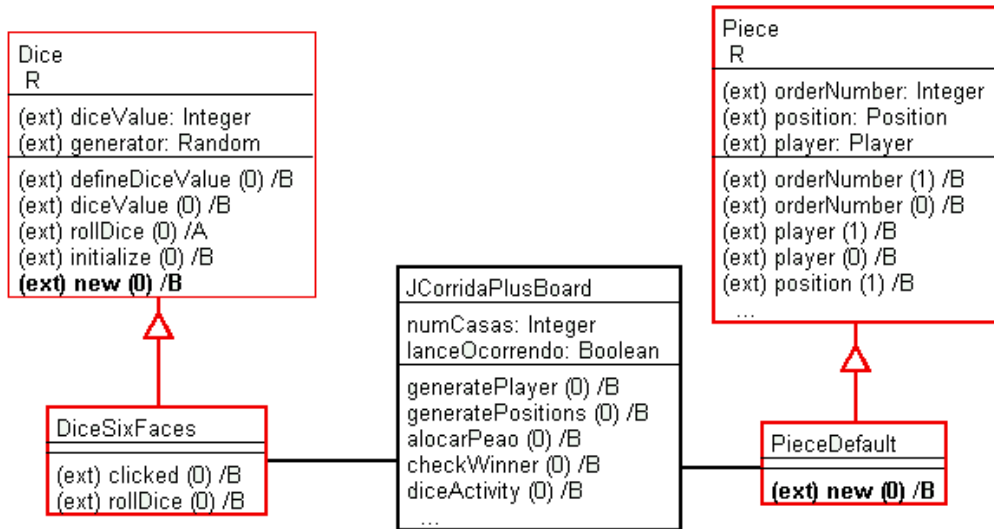 Dice
R
(ext) diceValue: Integer
(ext) generator: Random
(ext) defineDiceValue (0) /B
(ext) diceValue (0) /B
(ext) rollDice (0) /A
(ext) initialize (0) /B
(ext) new (0) /B
DiceSixFaces
(ext) clicked (0) /B
(ext) rollDice (0) /B
JCorridaPlusBoard
numCasas: Integer
lanceOcorrendo: Boolean
generatePlayer (0) /B
generatePositions (0) /B
alocarPeao (0) /B
checkWinner (0) /B
diceActivity (0) /B
...
Piece
R
(ext) orderNumber: Integer
(ext) position: Position
(ext) player: Player
(ext) orderNumber (1) /B
(ext) orderNumber (0) /B
(ext) player (1) /B
(ext) player (0) /B
(ext) position (1) /B
...
PieceDefault
(ext) new (0) /B